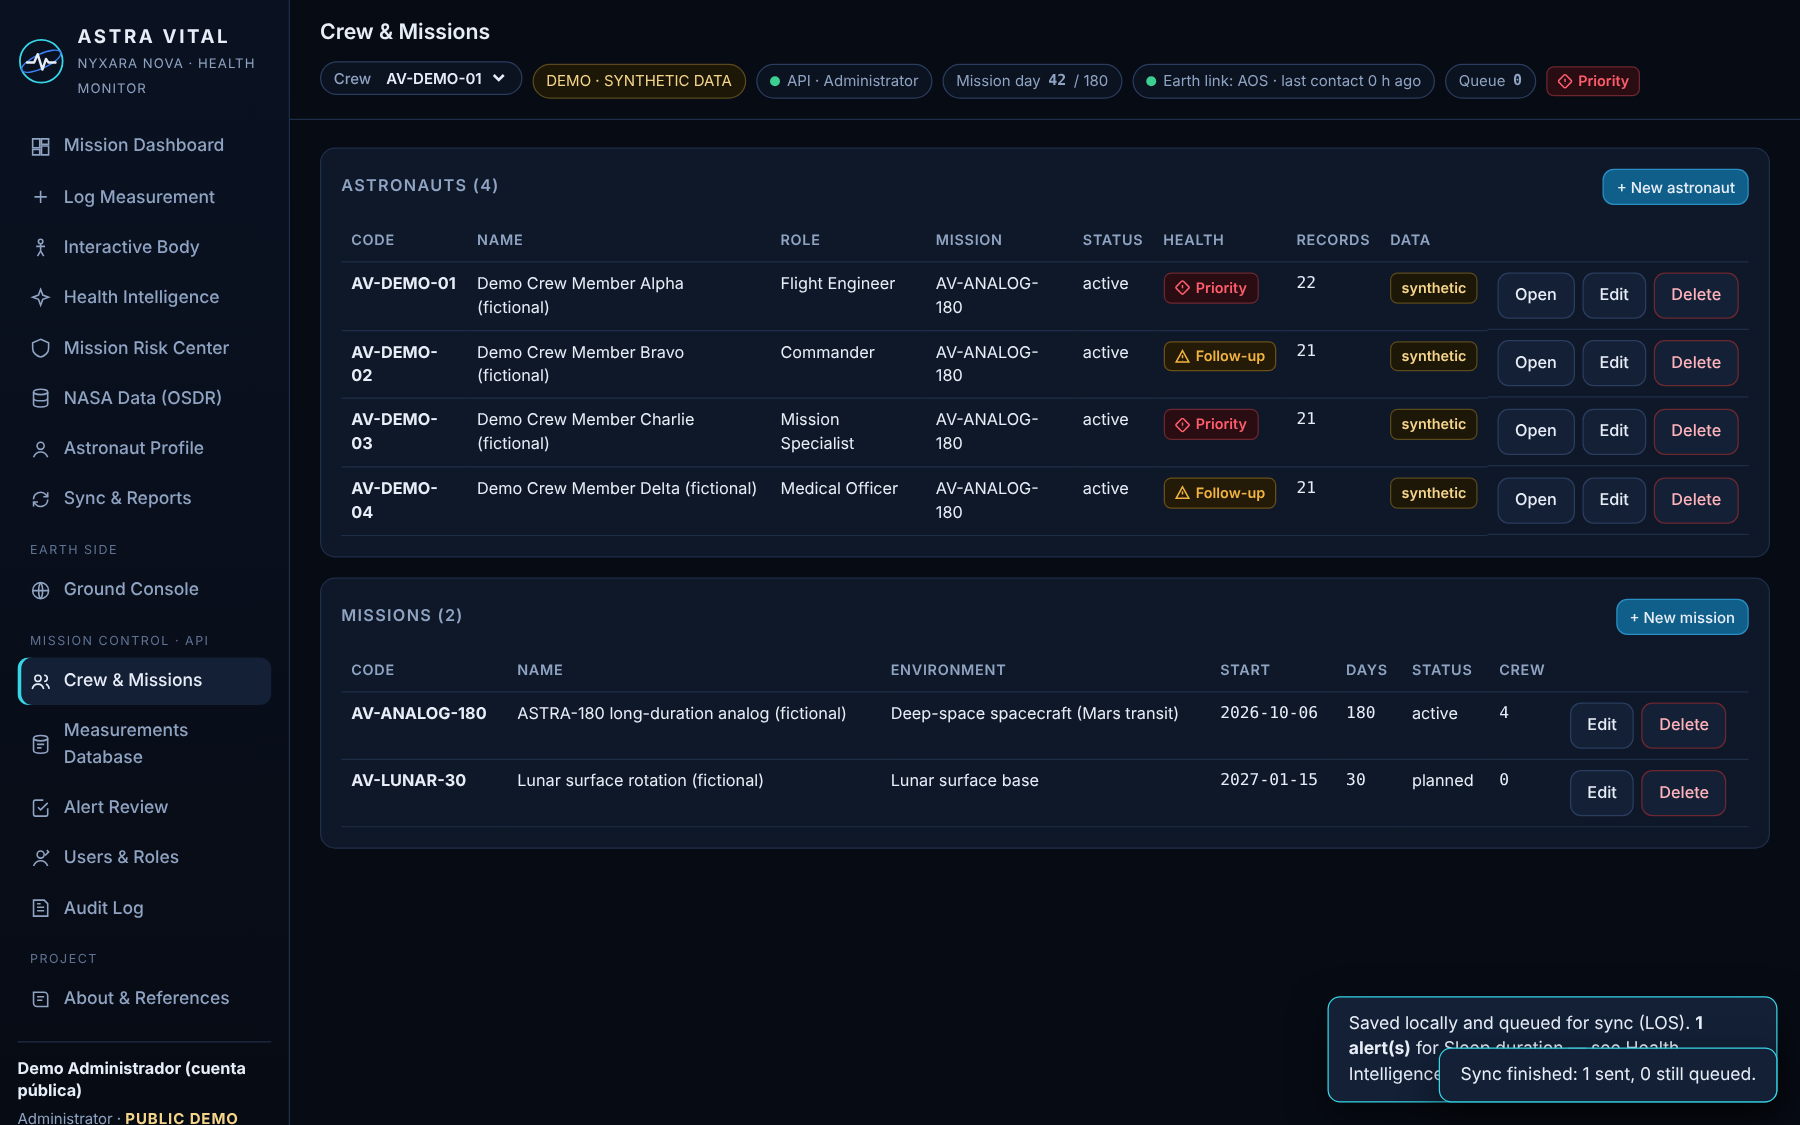 ASTRA VITAL
NYXARA NOVA · HEALTH
MONITOR
Mission Dashboard
Log Measurement
Interactive Body
Health Intelligence
Mission Risk Center
NASA Data (OSDR)
Astronaut Profile
Sync & Reports
EARTH SIDE
Ground Console
MISSION CONTROL · API
Crew & Missions
Measurements
Database
Alert Review
Users & Roles
Audit Log
PROJECT
About & References
Demo Administrador (cuenta
pública)
Administrator · PUBLIC DEMO
Crew & Missions
Crew AV-DEMO-01 DEMO · SYNTHETIC DATA API · Administrator Mission day 42 / 180 Earth link: AOS · last contact 0 h ago Queue 0 Priority
ASTRONAUTS (4) + New astronaut
CODE NAME ROLE MISSION STATUS HEALTH RECORDS DATA
AV-DEMO-01 Demo Crew Member Alpha Flight Engineer AV-ANALOG- active Priority 22 synthetic Open Edit Delete
(fictional) 180
AV-DEMO- Demo Crew Member Bravo Commander AV-ANALOG- active Follow-up 21 synthetic Open Edit Delete
02 (fictional) 180
AV-DEMO- Demo Crew Member Charlie Mission AV-ANALOG- active Priority 21 synthetic Open Edit Delete
03 (fictional) Specialist 180
AV-DEMO- Demo Crew Member Delta (fictional) Medical Officer AV-ANALOG- active Follow-up 21 synthetic Open Edit Delete
04 180
MISSIONS (2) + New mission
CODE NAME ENVIRONMENT START DAYS STATUS CREW
AV-ANALOG-180 ASTRA-180 long-duration analog (fictional) Deep-space spacecraft (Mars transit) 2026-10-06 180 active 4 Edit Delete
AV-LUNAR-30 Lunar surface rotation (fictional) Lunar surface base 2027-01-15 30 planned 0 Edit Delete
Saved locally and queued for sync (LOS). 1
alert(s) for Sleep duration — see Health
Intelligence
Sync finished: 1 sent, 0 still queued.